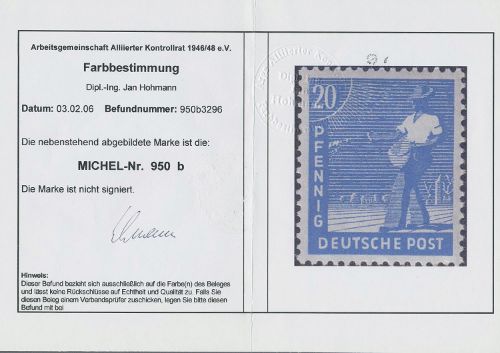 Arbeitsgemeinschaft Alliierter Kontrollrat 1946/48 e.V.
Farbbestimmung
Dipl.-Ing. Jan Hohmann
Datum: 03.02.06 Befundnummer: 950b3296
Die nebenstehend abgebildete Marke ist die:
MICHEL-Nr. 950 b
Die Marke ist nicht signiert.
Hinweis:
Dieser Befund bezieht sich ausschließlich auf die Farbe(n) des Beleges
und lässt keine Rückschlüsse auf Echtheit und Qualität zu. Falls Sie
diesen Beleg einem Verbandsprüfer zuschicken, legen Sie bitte diesen
Befund mit bei
20
PFENNIG
DEUTSCHE POST